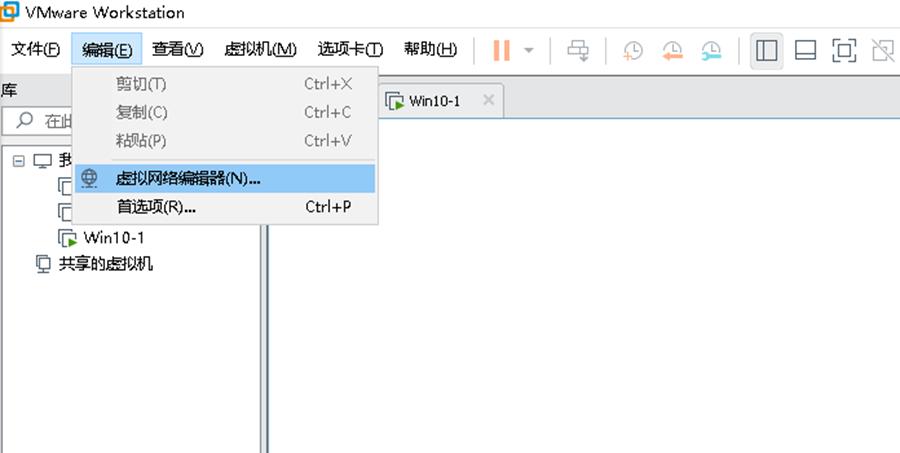 VMware Workstation
文件(F) 编辑(E) 查看(V) 虚拟机(M) 选项卡(T) 帮助(H)
库
剪切(T) Ctrl+X
Win10-1
在此
复制(C) Ctrl+C
粘贴(P) Ctrl+V
我
虚拟网络编辑器(N)...
首选项(R)... Ctrl+P
Win10-1
共享的虚拟机